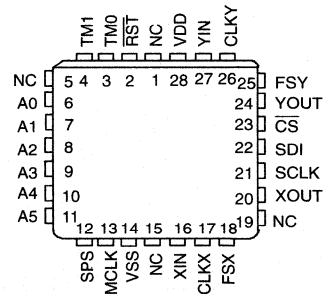 TM1 TM0 R̅S̅T̅ NC VDD YIN CLKY
4 3 2 1 28 27 26
NC 5 25 FSY
A0 6 24 YOUT
A1 7 23 C̅S̅
A2 8 22 SDI
A3 9 21 SCLK
A4 10 20 XOUT
A5 11 19 NC
12 13 14 15 16 17 18
SPS MCLK VSS NC XIN CLKX FSX